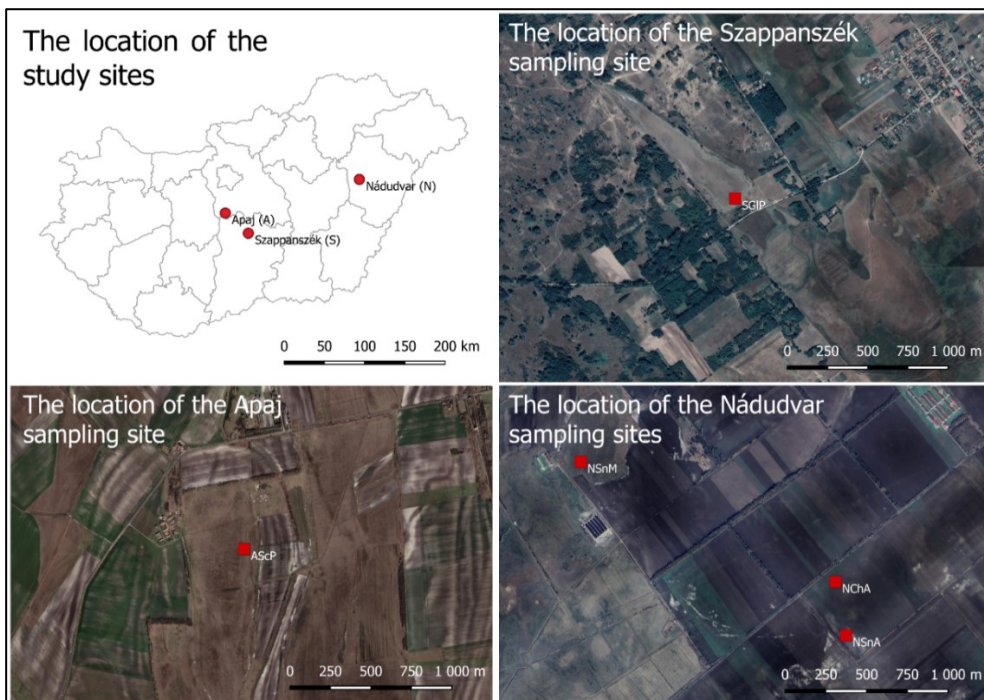 The location of the
study sites
Nádudvar (N)
Apaj (A)
Szappanszék (S)
0 50 100 150 200 km
The location of the Szappanszék
sampling site
SGlP
0 250 500 750 1 000 m
The location of the Apaj
sampling site
AScP
0 250 500 750 1 000 m
The location of the Nádudvar
sampling sites
NSnM
NChA
NSnA
0 250 500 750 1 000 m